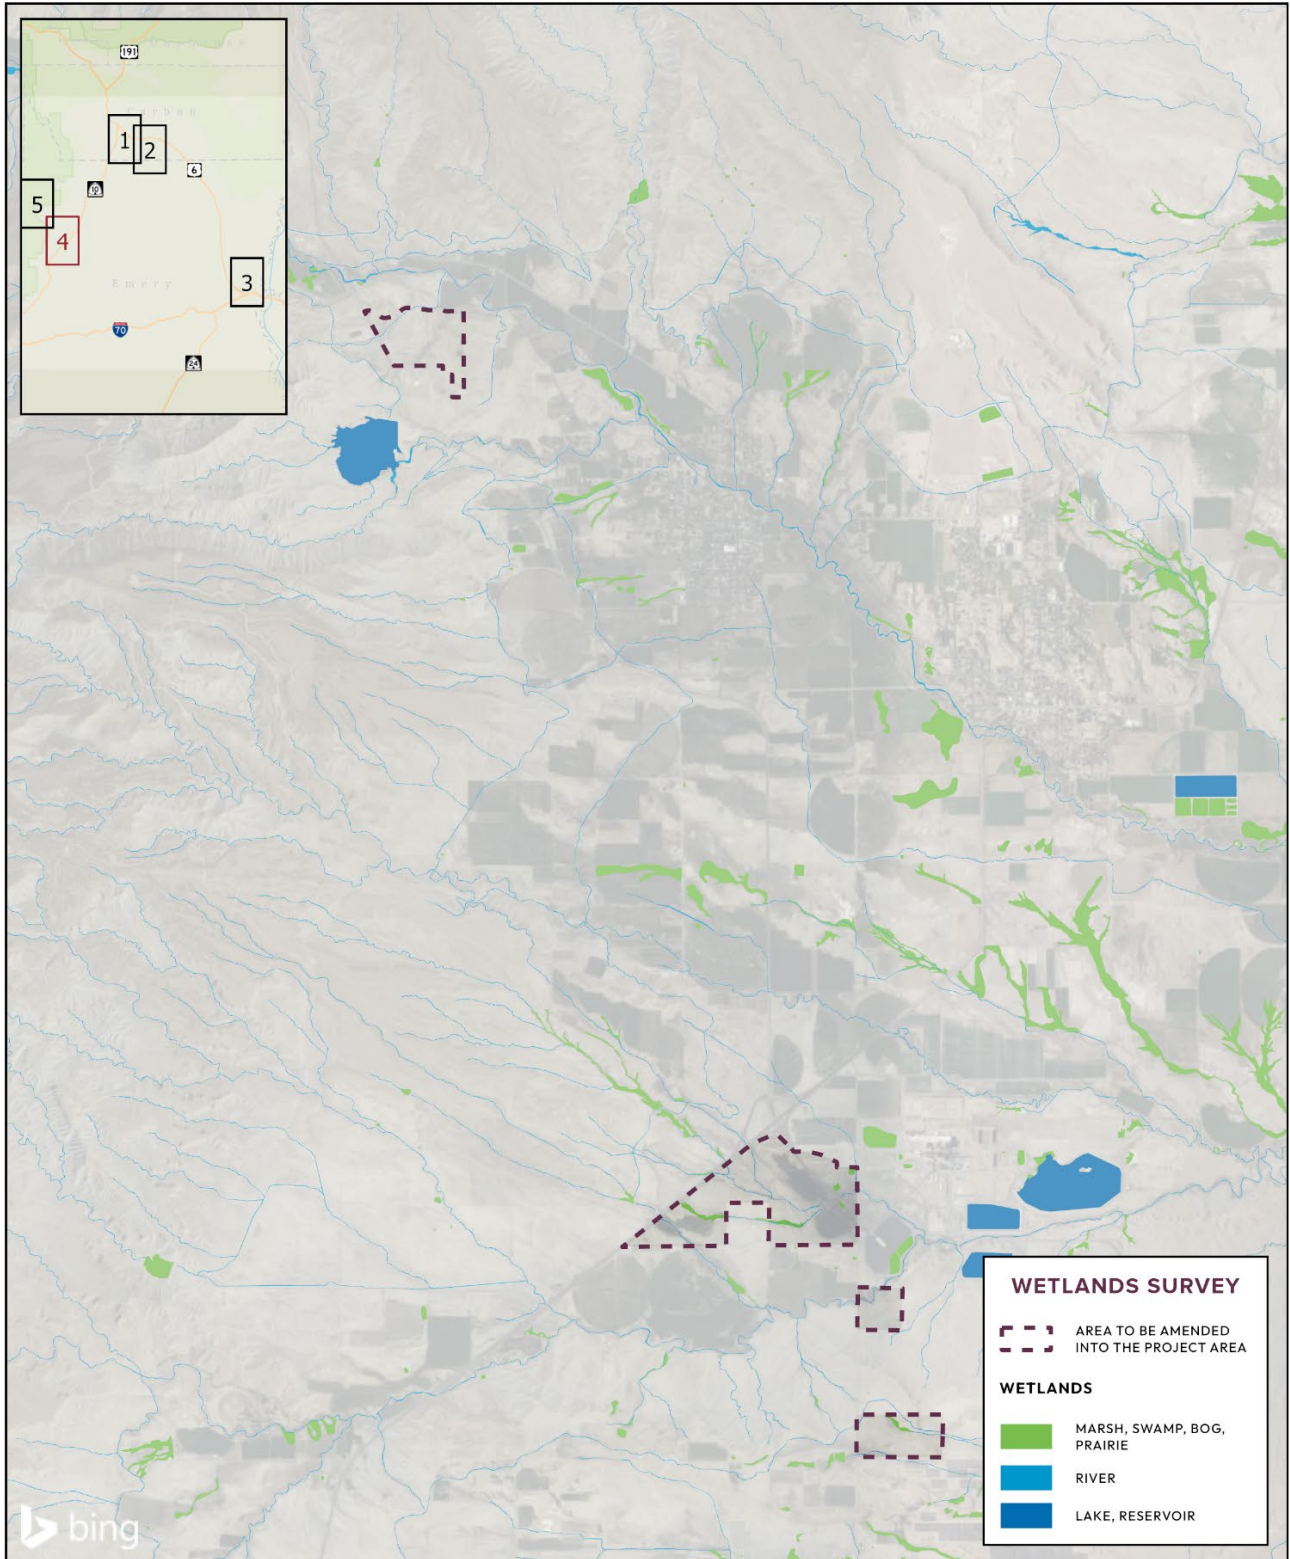 191
Carbon
1
2
6
10
5
4
3
Emery
70
24
WETLANDS SURVEY
AREA TO BE AMENDED
INTO THE PROJECT AREA
WETLANDS
MARSH, SWAMP, BOG,
PRAIRIE
RIVER
LAKE, RESERVOIR
bing